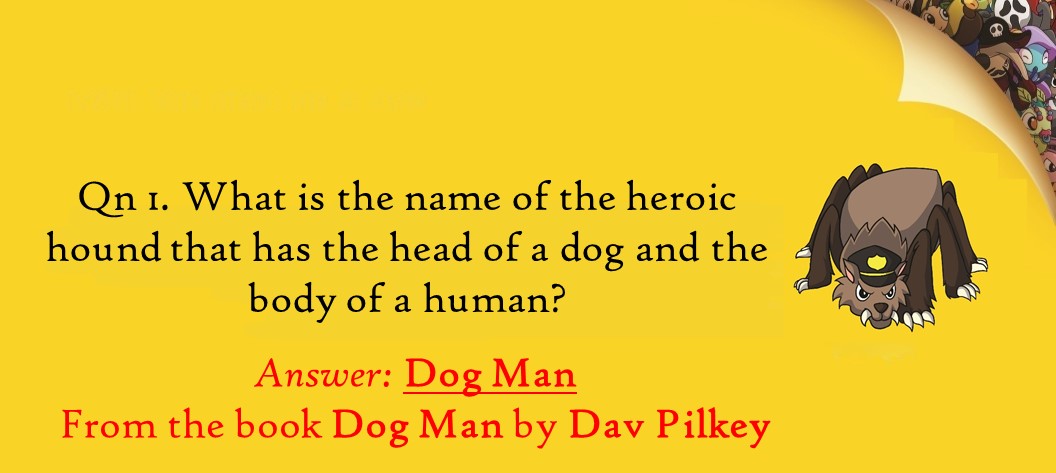 Qn 1. What is the name of the heroic
hound that has the head of a dog and the
body of a human?
Answer: Dog Man
From the book Dog Man by Dav Pilkey